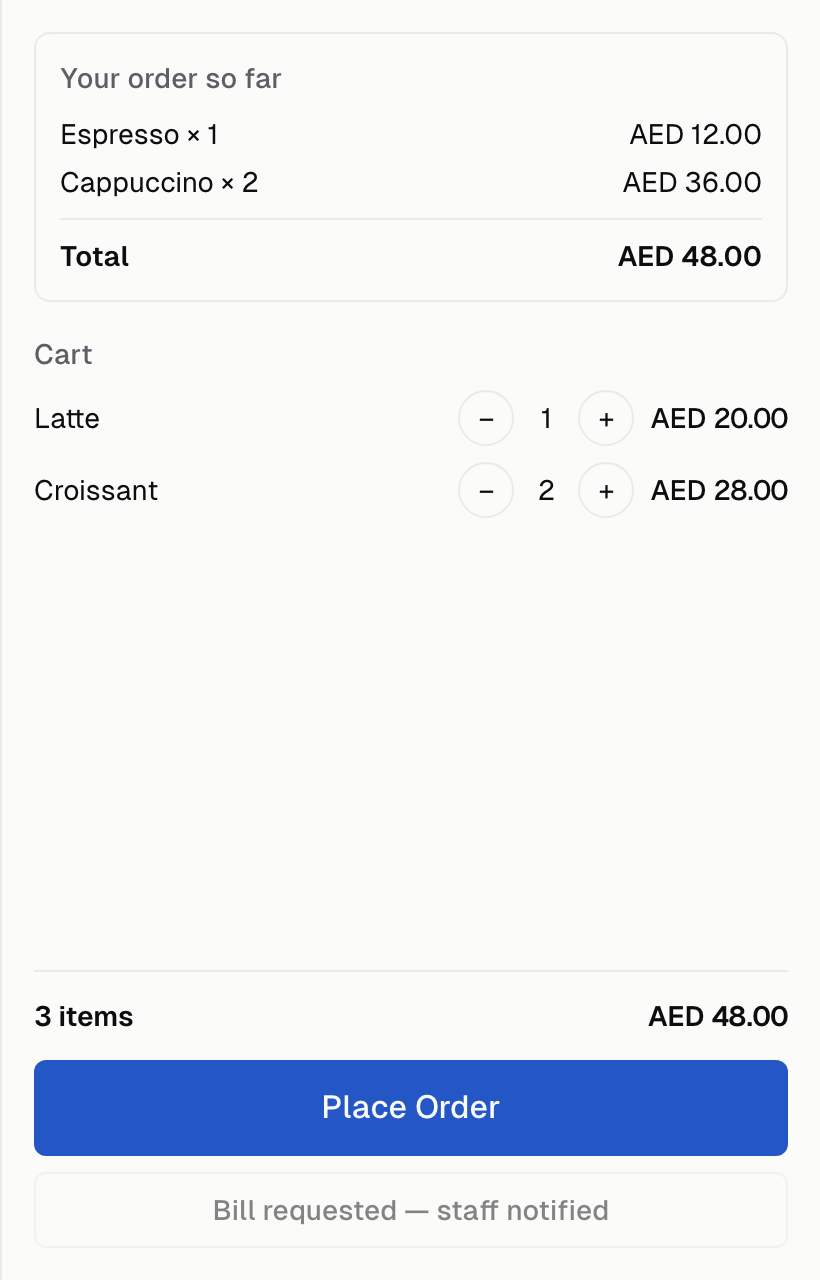 Your order so far
Espresso × 1 AED 12.00
Cappuccino × 2 AED 36.00
Total AED 48.00
Cart
Latte − 1 + AED 20.00
Croissant − 2 + AED 28.00
3 items AED 48.00
Place Order
Bill requested — staff notified